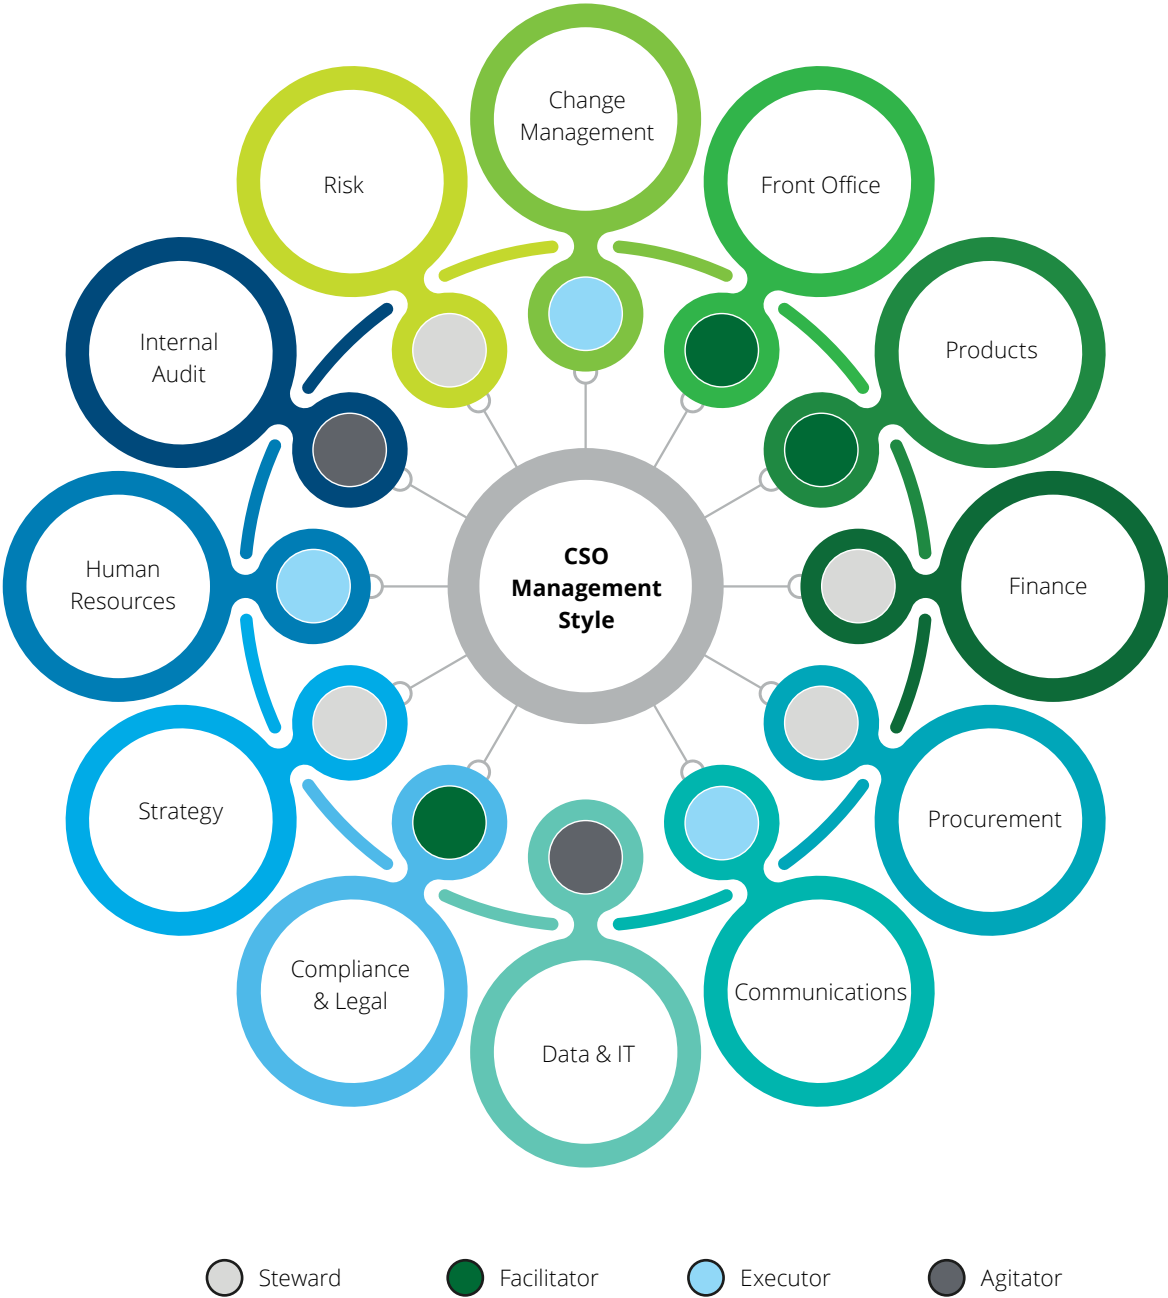 Change
Management
Risk
Front Office
Internal
Audit
Products
CSO
Management
Style
Human
Resources
Finance
Strategy
Procurement
Compliance
& Legal
Communications
Data & IT
Steward
Facilitator
Executor
Agitator